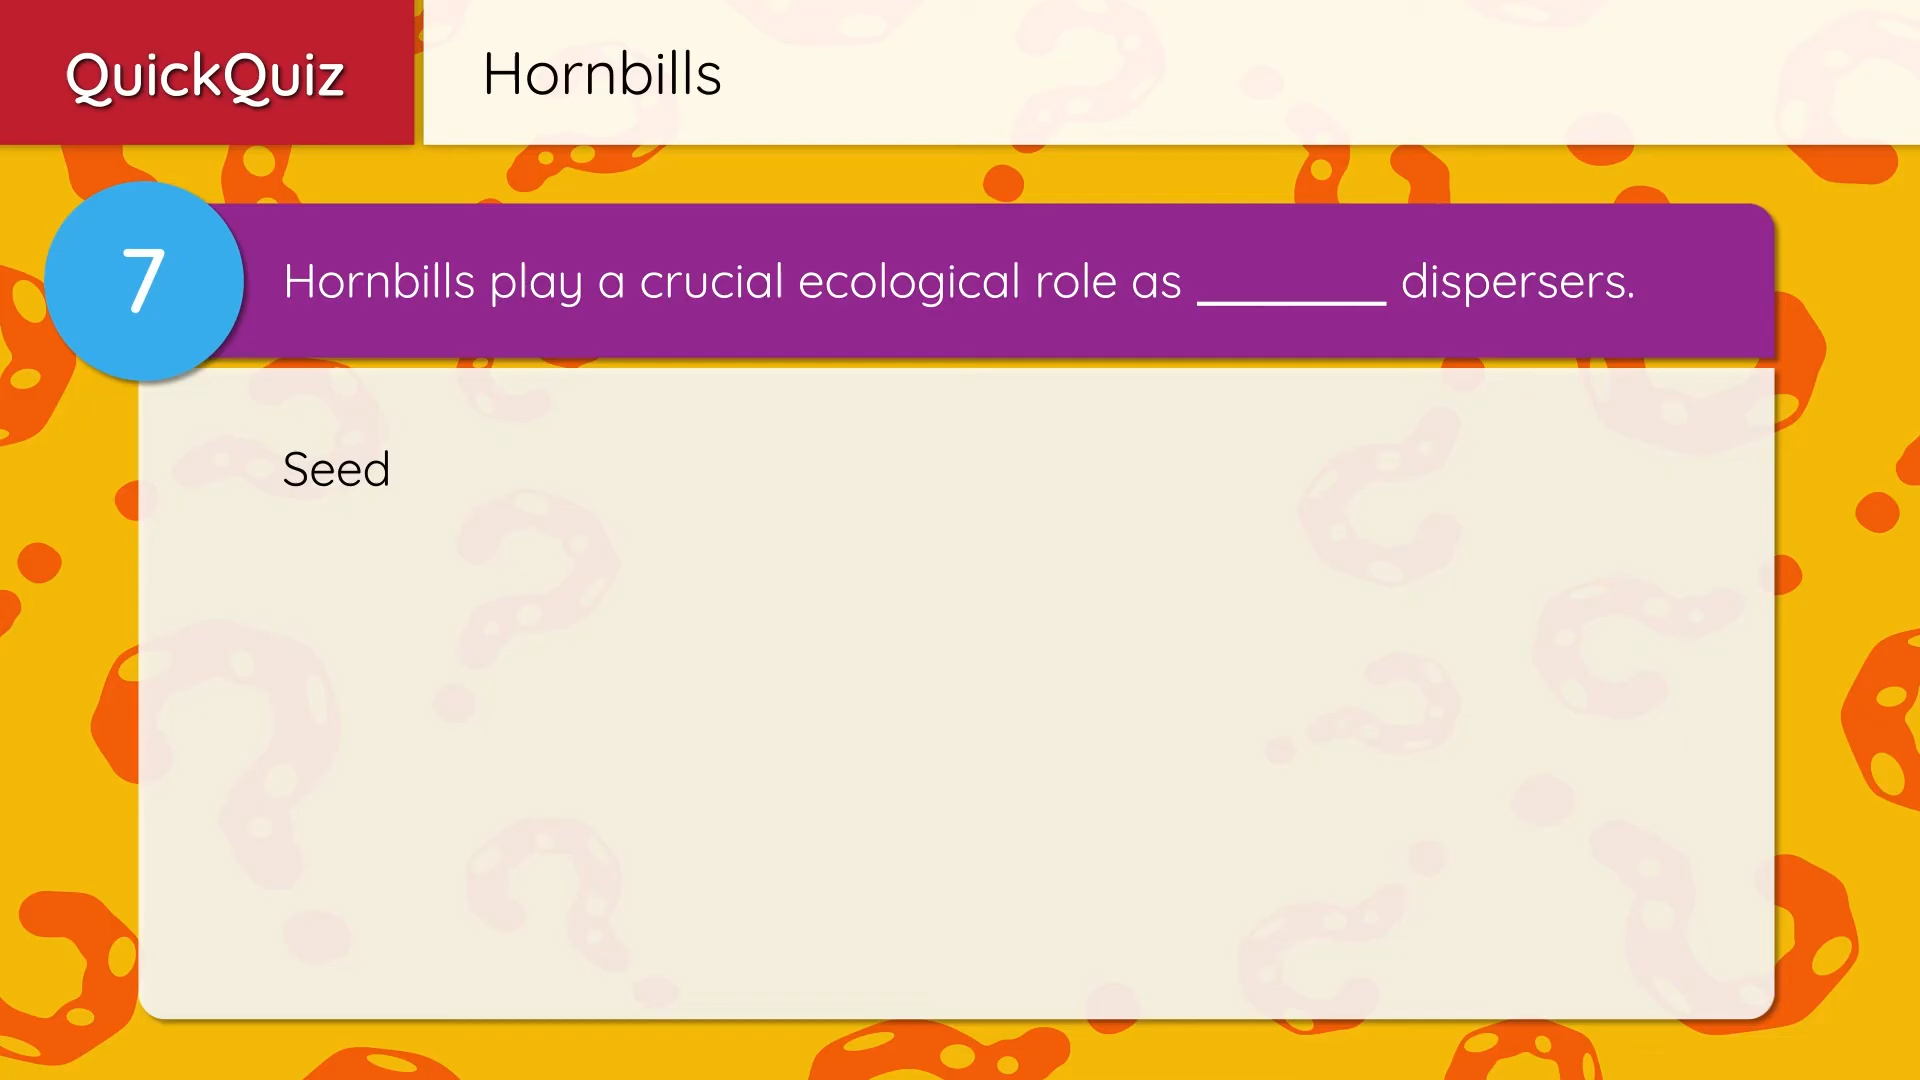 QuickQuiz
Hornbills
7
Hornbills play a crucial ecological role as ________ dispersers.
Seed